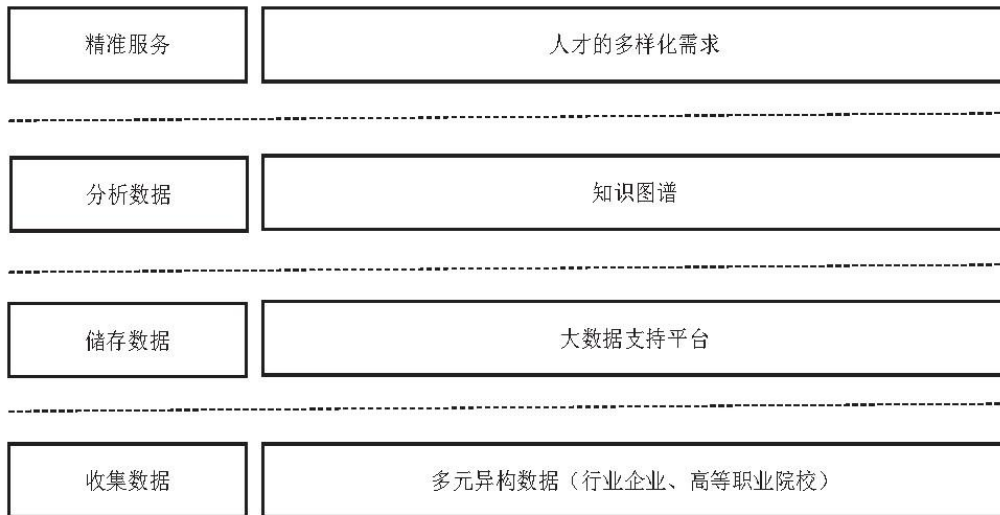 精准服务 人才的多样化需求
分析数据 知识图谱
储存数据 大数据支持平台
收集数据 多元异构数据（行业企业、高等职业院校）